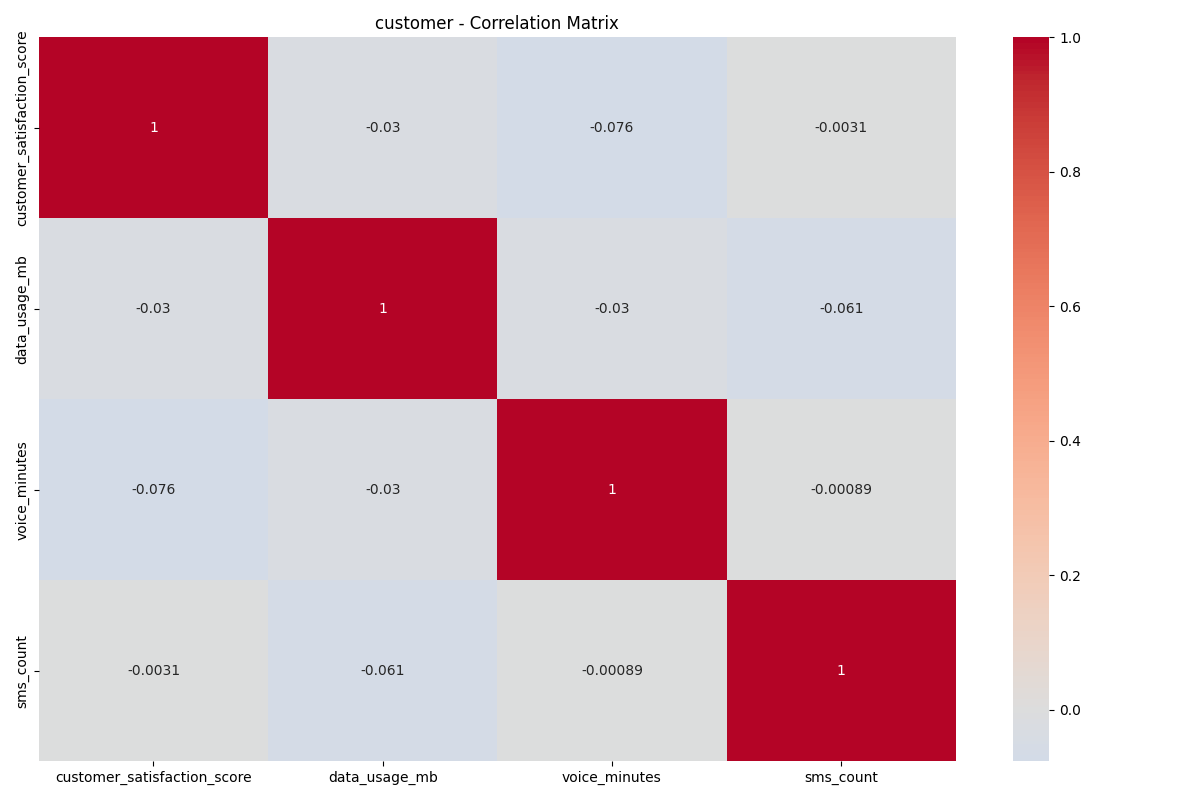 customer - Correlation Matrix
customer_satisfaction_score
1
-0.03
-0.076
-0.0031
data_usage_mb
-0.03
1
-0.03
-0.061
voice_minutes
-0.076
-0.03
1
-0.00089
sms_count
-0.0031
-0.061
-0.00089
1
customer_satisfaction_score
data_usage_mb
voice_minutes
sms_count
1.0
0.8
0.6
0.4
0.2
0.0